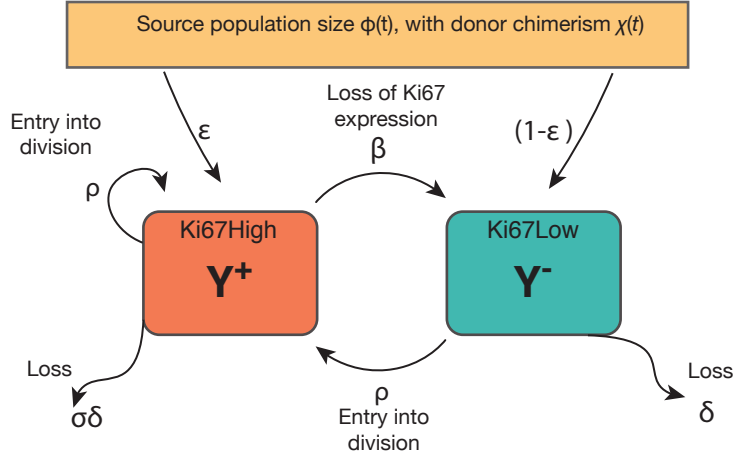 Source population size ϕ(t), with donor chimerism χ(t)
Entry into
division
ρ
ε
Loss of Ki67
expression
β
(1-ε )
Ki67High
Y+
Ki67Low
Y-
Loss
σδ
ρ
Entry into
division
Loss
δ